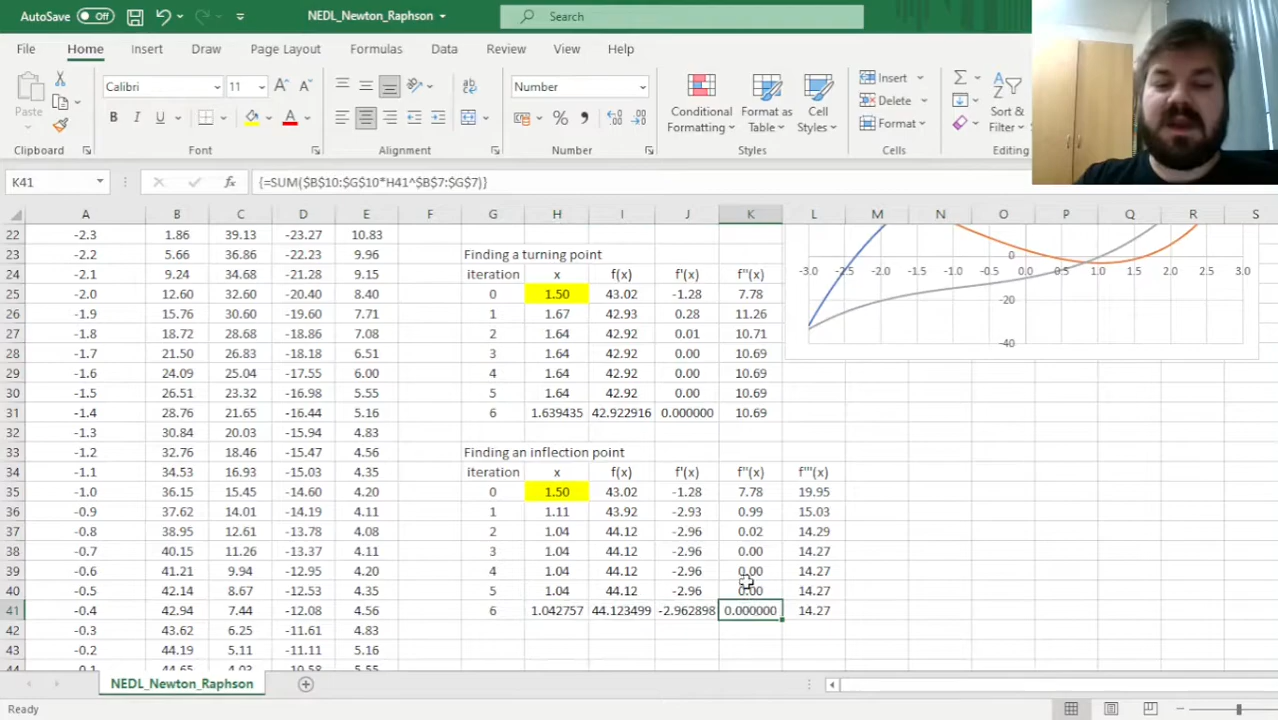 AutoSave Off NEDL_Newton_Raphson Search
File Home Insert Draw Page Layout Formulas Data Review View Help
Paste Calibri 11 Number Conditional Formatting Format as Table Cell Styles Insert Delete Format Sort & Filter
Clipboard Font Alignment Number Styles Cells Editing
K41 fx {=SUM($B$10:$G$10*H41^$B$7:$G$7)}
A B C D E F G H I J K L M N O P Q R S
22 -2.3 1.86 39.13 -23.27 10.83
23 -2.2 5.66 36.86 -22.23 9.96 Finding a turning point
24 -2.1 9.24 34.68 -21.28 9.15 iteration x f(x) f'(x) f''(x)
25 -2.0 12.60 32.60 -20.40 8.40 0 1.50 43.02 -1.28 7.78
26 -1.9 15.76 30.60 -19.60 7.71 1 1.67 42.93 0.28 11.26
27 -1.8 18.72 28.68 -18.86 7.08 2 1.64 42.92 0.01 10.71
28 -1.7 21.50 26.83 -18.18 6.51 3 1.64 42.92 0.00 10.69
29 -1.6 24.09 25.04 -17.55 6.00 4 1.64 42.92 0.00 10.69
30 -1.5 26.51 23.32 -16.98 5.55 5 1.64 42.92 0.00 10.69
31 -1.4 28.76 21.65 -16.44 5.16 6 1.639435 42.922916 0.000000 10.69
32 -1.3 30.84 20.03 -15.94 4.83
33 -1.2 32.76 18.46 -15.47 4.56 Finding an inflection point
34 -1.1 34.53 16.93 -15.03 4.35 iteration x f(x) f'(x) f''(x) f'''(x)
35 -1.0 36.15 15.45 -14.60 4.20 0 1.50 43.02 -1.28 7.78 19.95
36 -0.9 37.62 14.01 -14.19 4.11 1 1.11 43.92 -2.93 0.99 15.03
37 -0.8 38.95 12.61 -13.78 4.08 2 1.04 44.12 -2.96 0.02 14.29
38 -0.7 40.15 11.26 -13.37 4.11 3 1.04 44.12 -2.96 0.00 14.27
39 -0.6 41.21 9.94 -12.95 4.20 4 1.04 44.12 -2.96 0.00 14.27
40 -0.5 42.14 8.67 -12.53 4.35 5 1.04 44.12 -2.96 0.00 14.27
41 -0.4 42.94 7.44 -12.08 4.56 6 1.042757 44.123499 -2.962898 0.000000 14.27
42 -0.3 43.62 6.25 -11.61 4.83
43 -0.2 44.19 5.11 -11.11 5.16
0
-3.0 -2.5 -2.0 -1.5 -1.0 -0.5 0.0 0.5 1.0 1.5 2.0 2.5 3.0
-20
-40
NEDL_Newton_Raphson
Ready